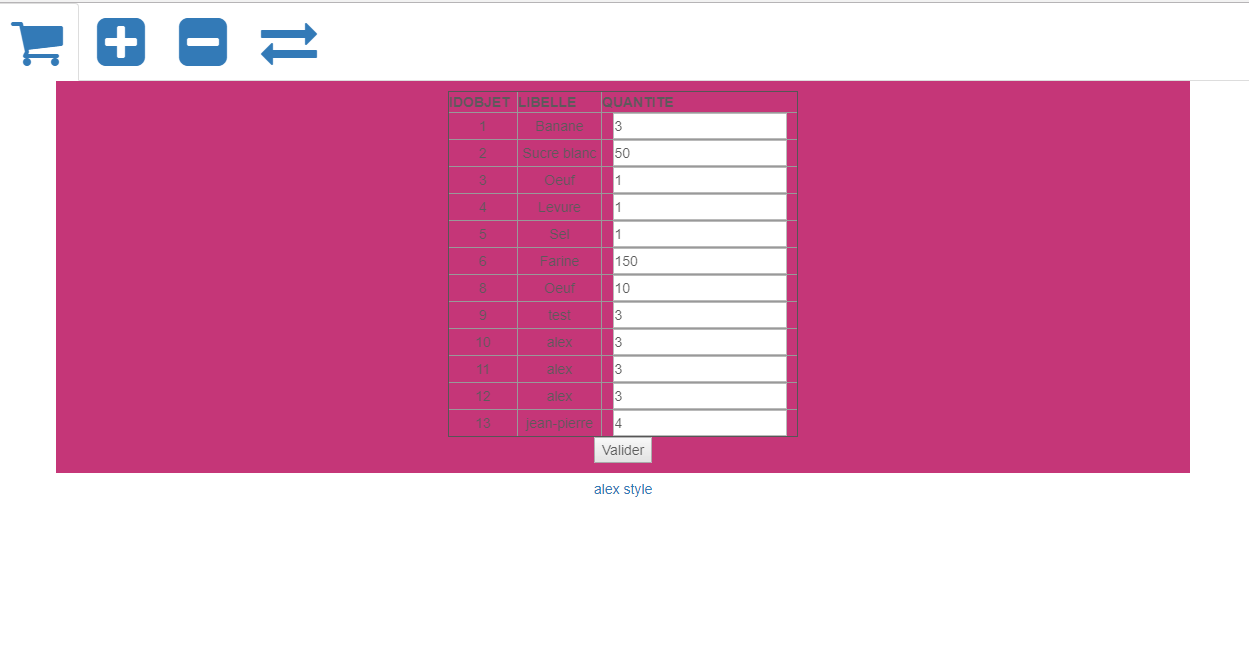 IDOBJET LIBELLE QUANTITE
1 Banane 3
2 Sucre blanc 50
3 Oeuf 1
4 Levure 1
5 Sel 1
6 Farine 150
8 Oeuf 10
9 test 3
10 alex 3
11 alex 3
12 alex 3
13 jean-pierre 4
Valider
alex style